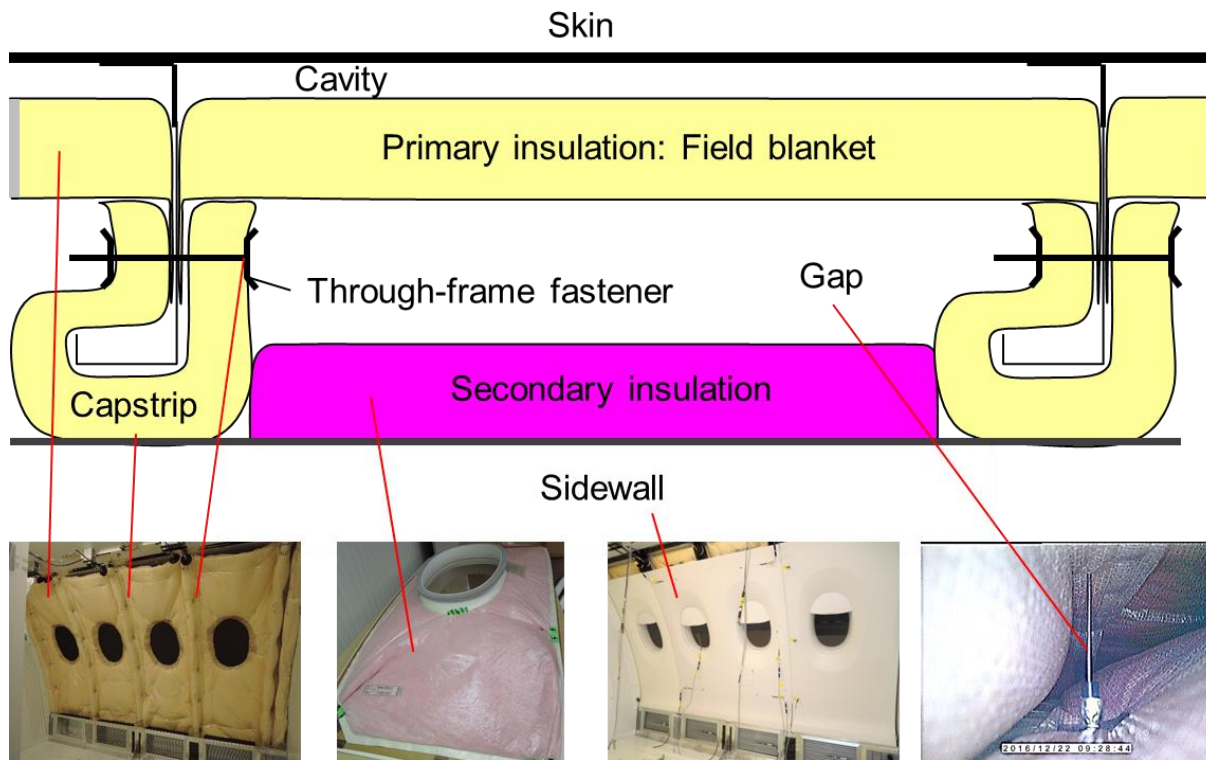 Skin
Cavity
Primary insulation: Field blanket
Through-frame fastener
Gap
Secondary insulation
Capstrip
Sidewall
2016/12/22 09:28:44